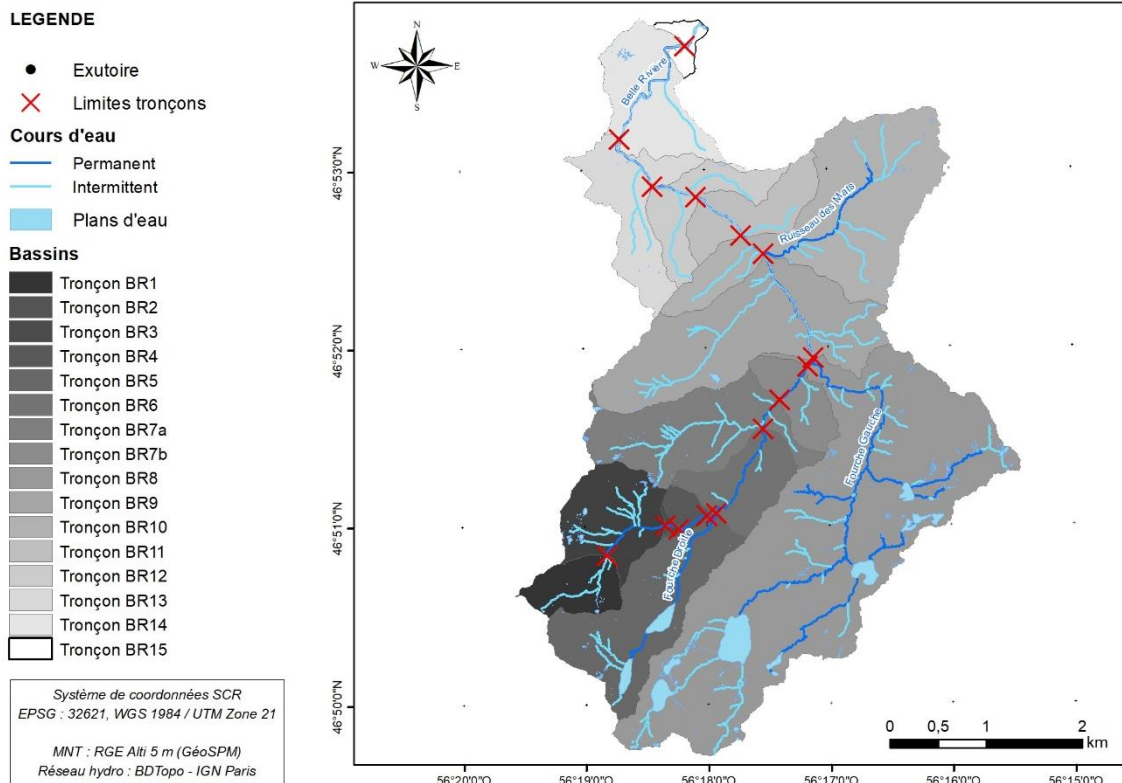 LEGENDE
Exutoire
Limites tronçons
Cours d'eau
Permanent
Intermittent
Plans d'eau
Bassins
Tronçon BR1
Tronçon BR2
Tronçon BR3
Tronçon BR4
Tronçon BR5
Tronçon BR6
Tronçon BR7a
Tronçon BR7b
Tronçon BR8
Tronçon BR9
Tronçon BR10
Tronçon BR11
Tronçon BR12
Tronçon BR13
Tronçon BR14
Tronçon BR15
Système de coordonnées SCR
EPSG : 32621, WGS 1984 / UTM Zone 21
MNT : RGE Alti 5 m (GéoSPM)
Réseau hydro : BDTopo - IGN Paris
N
W
E
S
Belle Rivière
Ruisseau des Mats
Fourche Gauche
Fourche Droite
46°53'0"N
46°52'0"N
46°51'0"N
46°50'0"N
0 0,5 1 2
km
56°20'0"O 56°19'0"O 56°18'0"O 56°17'0"O 56°16'0"O 56°15'0"O